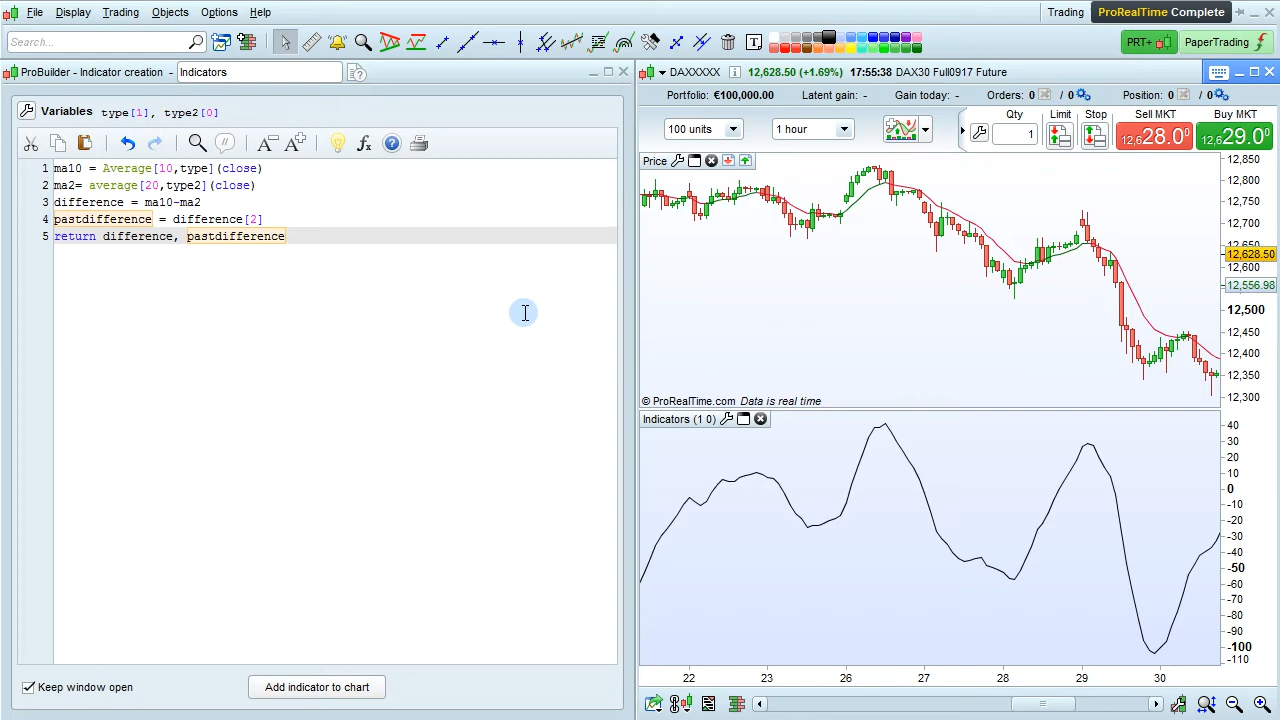 File Display Trading Objects Options Help
Trading ProRealTime Complete
Search...
PRT+ PaperTrading
ProBuilder - Indicator creation Indicators
DAXXXXX 12,628.50 (+1.69%) 17:55:38 DAX30 Full0917 Future
Portfolio: €100,000.00 Latent gain: - Gain today: - Orders: 0 / 0 Position: 0 / 0
Variables type[1], type2[0]
100 units 1 hour
Qty Limit Stop Sell MKT Buy MKT
1 12,628.0⁰ 12,629.0⁰
Price
1 ma10 = Average[10,type](close)
2 ma2= average[20,type2](close)
3 difference = ma10-ma2
4 pastdifference = difference[2]
5 return difference, pastdifference
12,850
12,800
12,750
12,700
12,650
12,628.50
12,600
12,556.98
12,500
12,450
12,400
12,350
12,300
© ProRealTime.com Data is real time
Indicators (1 0)
40
30
20
10
0
-10
-20
-30
-40
-50
-60
-70
-80
-90
-100
-110
22 23 26 27 28 29 30
Keep window open Add indicator to chart